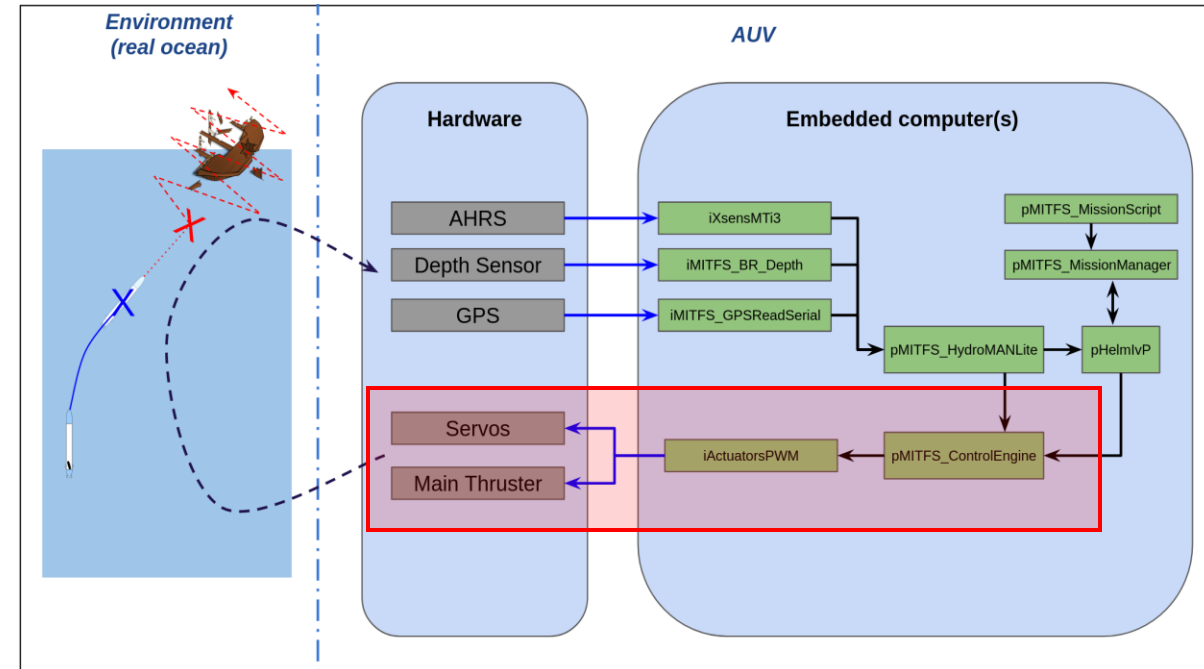 Environment
(real ocean)
AUV
Hardware
Embedded computer(s)
AHRS
iXsensMTi3
pMITFS_MissionScript
Depth Sensor
iMITFS_BR_Depth
pMITFS_MissionManager
GPS
iMITFS_GPSReadSerial
pMITFS_HydroMANLite
pHelmIvP
Servos
iActuatorsPWM
pMITFS_ControlEngine
Main Thruster